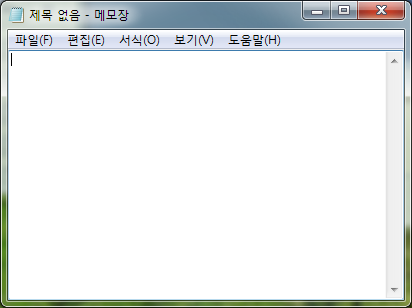 제목 없음 - 메모장
파일(F) 편집(E) 서식(O) 보기(V) 도움말(H)